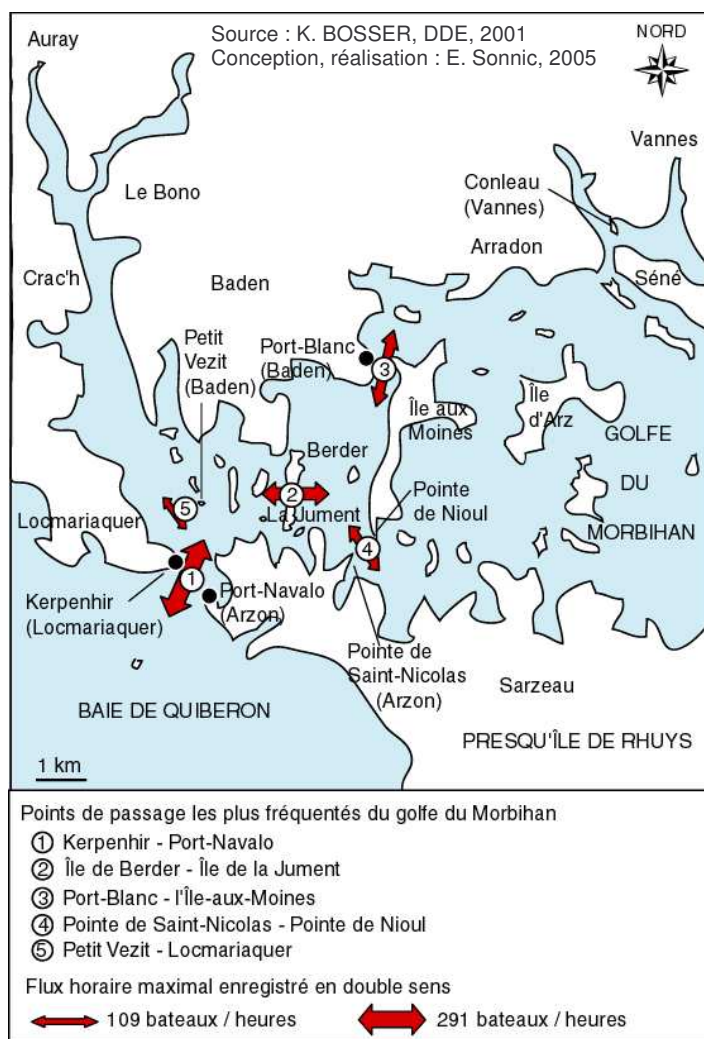 Source : K. BOSSER, DDE, 2001
Conception, réalisation : E. Sonnic, 2005
NORD
Auray
Vannes
Le Bono
Conleau
(Vannes)
Arradon
Crac'h
Baden
Séné
Petit
Vezit
(Baden)
Port-Blanc
(Baden)
3
Île aux
Moines
Île
d'Arz
GOLFE
DU
MORBIHAN
Berder
2
La Jument
Pointe
de Nioul
5
Locmariaquer
4
1
Kerpenhir
(Locmariaquer)
Port-Navalo
(Arzon)
Pointe de
Saint-Nicolas
(Arzon)
Sarzeau
BAIE DE QUIBERON
PRESQU'ÎLE DE RHUYS
1 km
Points de passage les plus fréquentés du golfe du Morbihan
1 Kerpenhir - Port-Navalo
2 Île de Berder - Île de la Jument
3 Port-Blanc - l'Île-aux-Moines
4 Pointe de Saint-Nicolas - Pointe de Nioul
5 Petit Vezit - Locmariaquer
Flux horaire maximal enregistré en double sens
109 bateaux / heures
291 bateaux / heures